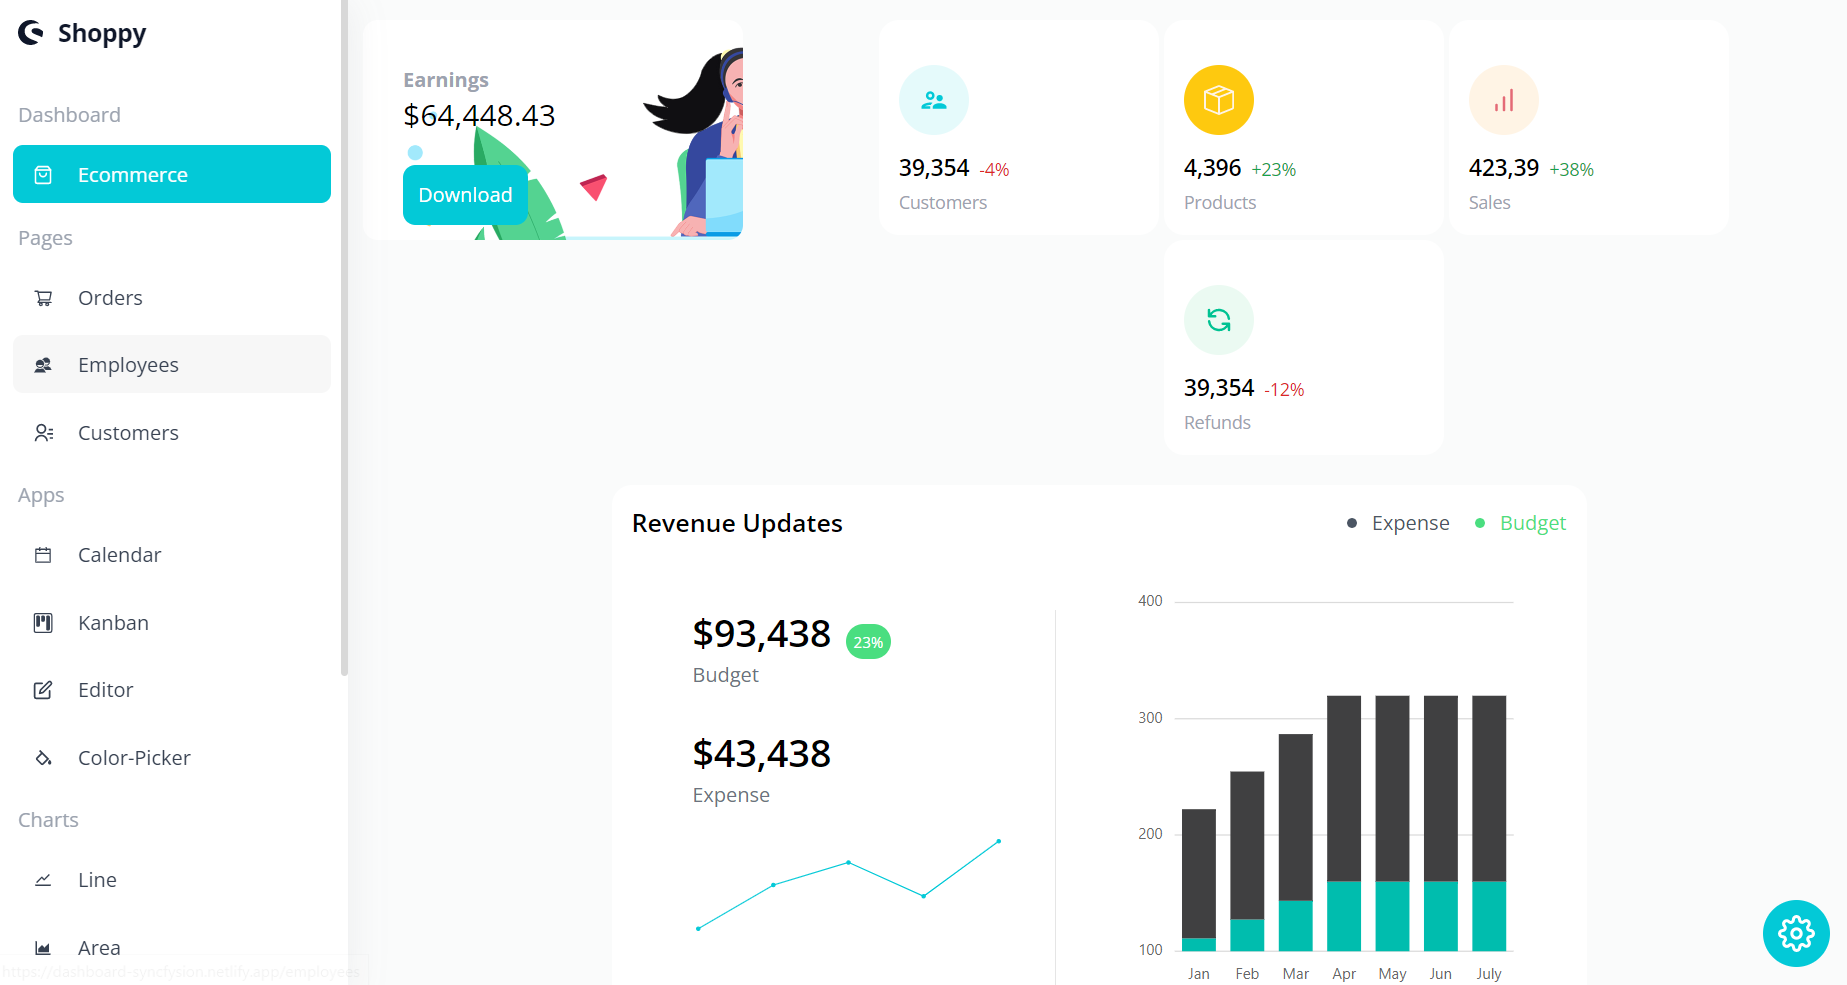 Shoppy
Dashboard
Ecommerce
Pages
Orders
Employees
Customers
Apps
Calendar
Kanban
Editor
Color-Picker
Charts
Line
Area
https://dashboard-syncfysion.netlify.app/employees
Earnings
$64,448.43
Download
39,354 -4%
Customers
4,396 +23%
Products
423,39 +38%
Sales
39,354 -12%
Refunds
Revenue Updates
Expense
Budget
$93,438 23%
Budget
$43,438
Expense
400
300
200
100
Jan Feb Mar Apr May Jun July